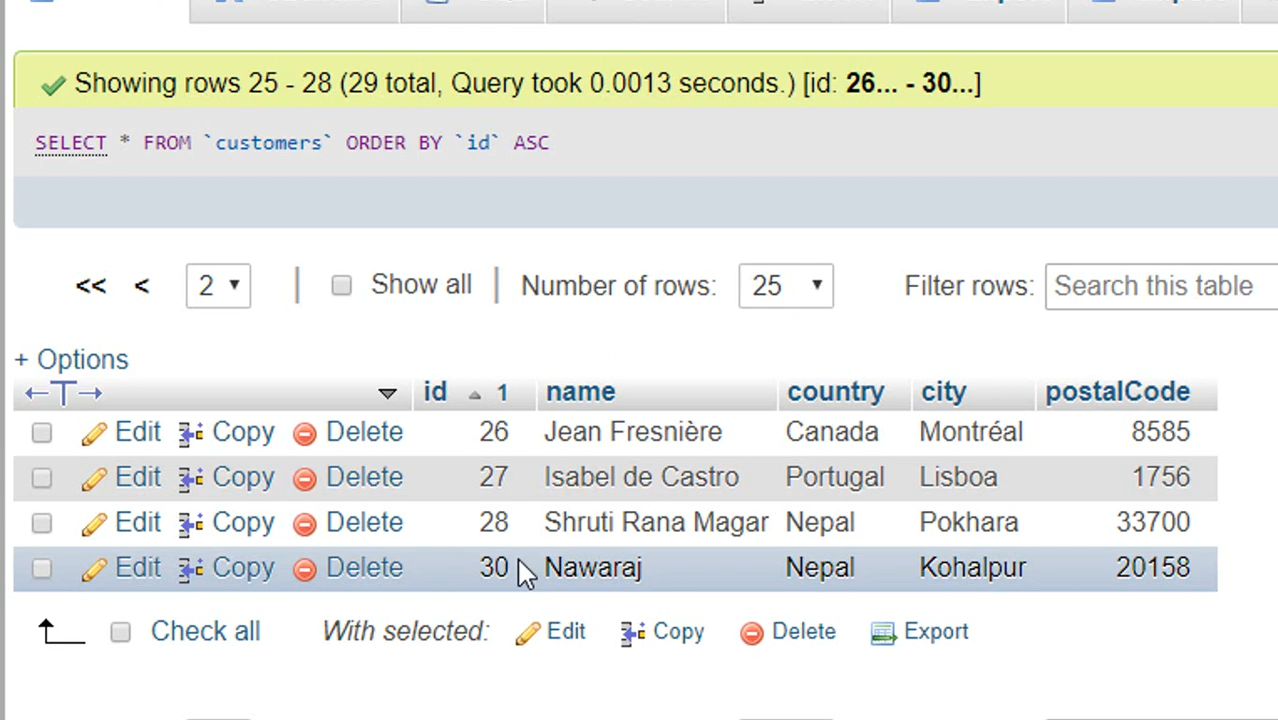 Showing rows 25 - 28 (29 total, Query took 0.0013 seconds.) [id: 26... - 30...]
SELECT * FROM `customers` ORDER BY `id` ASC
<< < 2 Show all Number of rows: 25 Filter rows: Search this table
+ Options
id 1 name country city postalCode
Edit Copy Delete 26 Jean Fresnière Canada Montréal 8585
Edit Copy Delete 27 Isabel de Castro Portugal Lisboa 1756
Edit Copy Delete 28 Shruti Rana Magar Nepal Pokhara 33700
Edit Copy Delete 30 Nawaraj Nepal Kohalpur 20158
Check all With selected: Edit Copy Delete Export